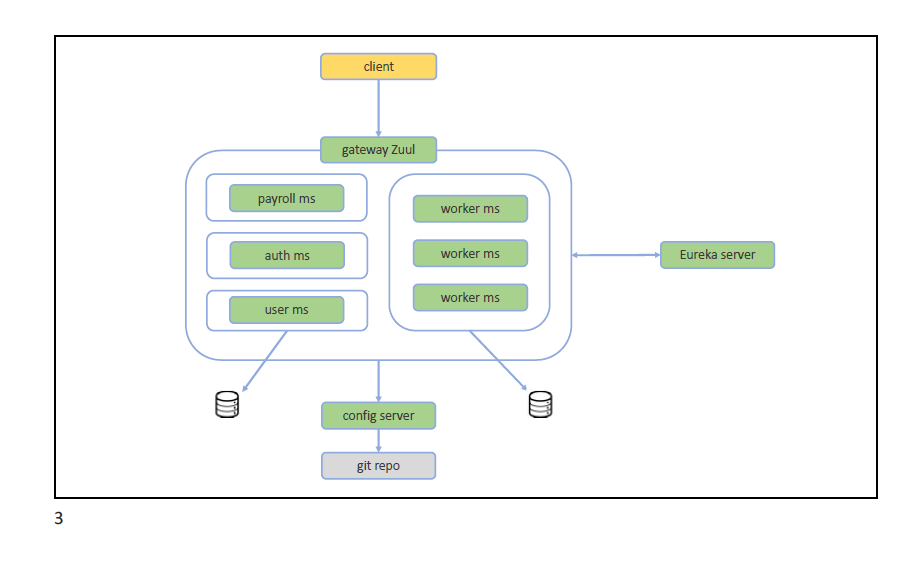 client
gateway Zuul
payroll ms
auth ms
user ms
worker ms
worker ms
worker ms
Eureka server
config server
git repo
3